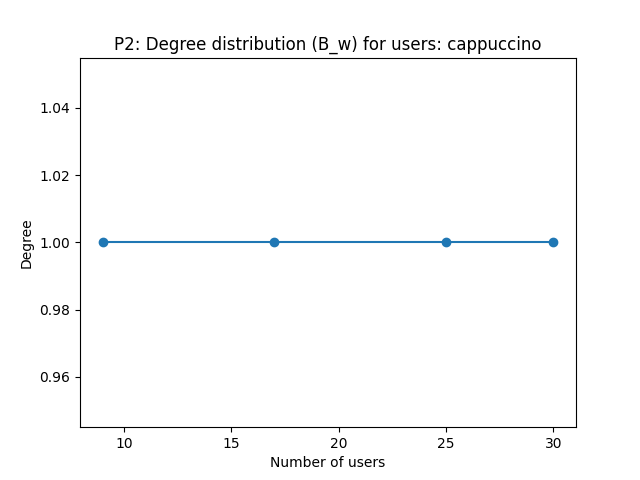 P2: Degree distribution (B_w) for users: cappuccino
1.04
1.02
1.00
0.98
0.96
Degree
10 15 20 25 30
Number of users